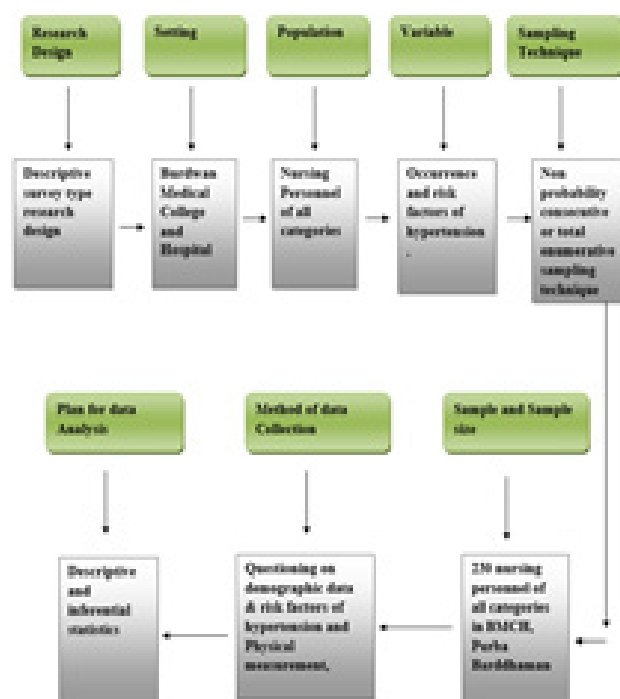 Research
Design
Setting
Population
Variable
Sampling
Technique
Descriptive
survey type
research
design
Burdwan
Medical
College
and
Hospital
Nursing
Personnel
of all
categories
Occurrence
and risk
factors of
hypertension
.
Non
probability
consecutive
or total
enumerative
sampling
technique
Plan for data
Analysis
Method of data
Collection
Sample and Sample
size
Descriptive
and
inferential
statistics
Questioning on
demographic data
& risk factors of
hypertension and
Physical
measurement,
230 nursing
personnel of
all categories
in BMCH,
Purba
Barddhaman